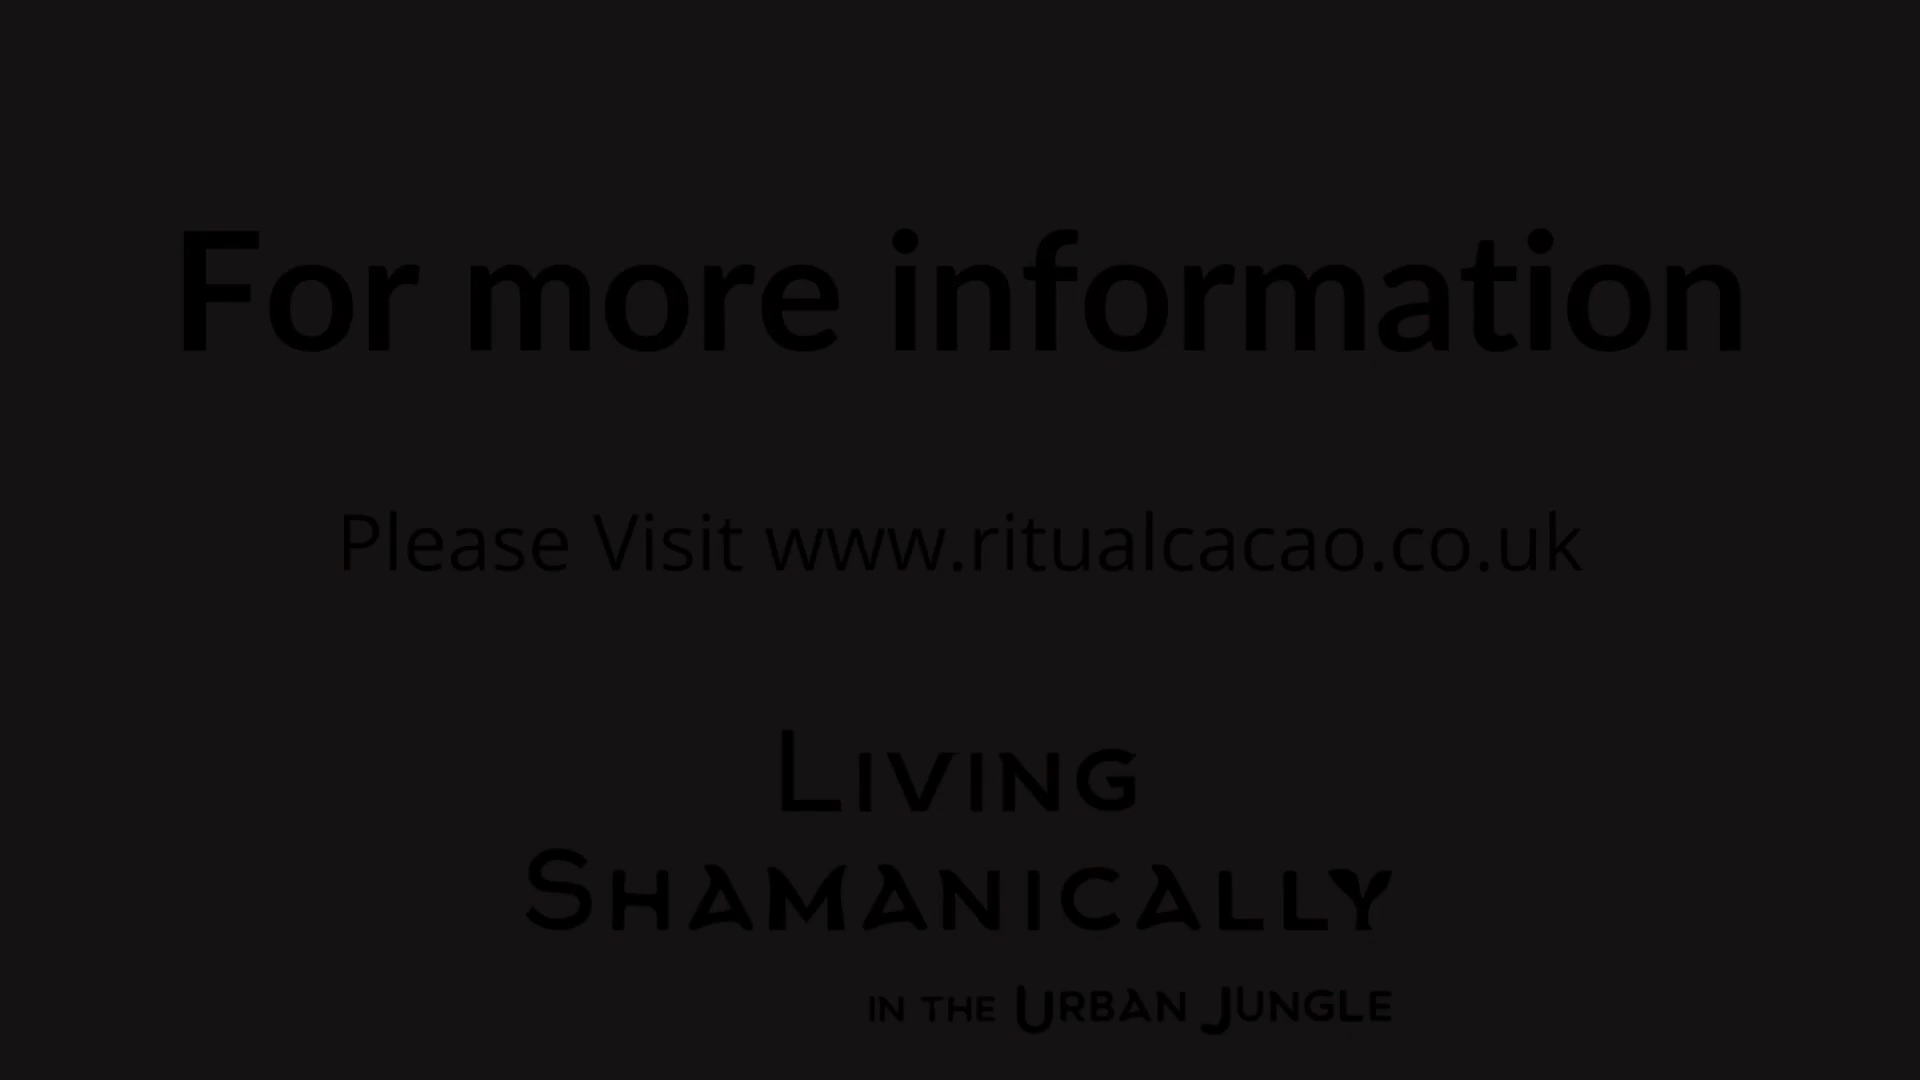 For more information
Please Visit www.ritualcacao.co.uk
LIVING
SHAMANICALLY
IN THE URBAN JUNGLE